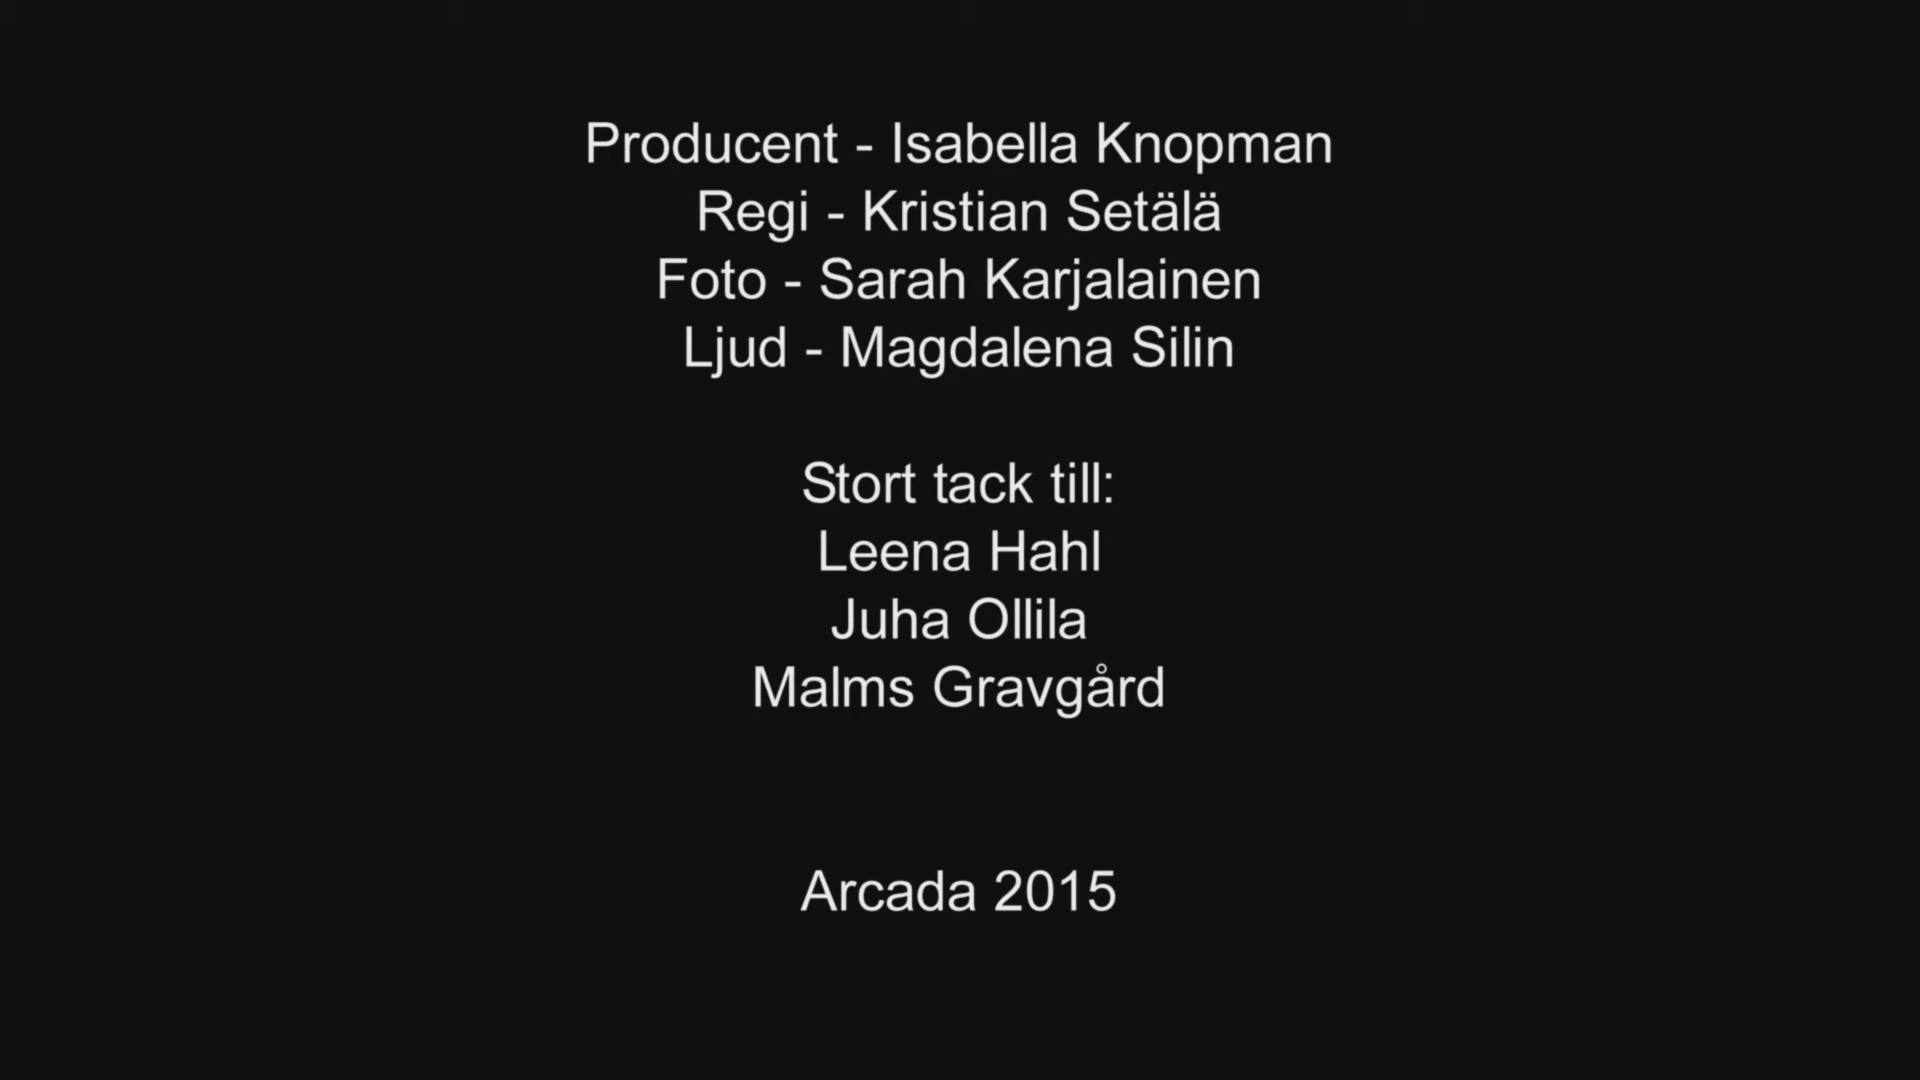 Producent - Isabella Knopman
Regi - Kristian Setälä
Foto - Sarah Karjalainen
Ljud - Magdalena Silin
Stort tack till:
Leena Hahl
Juha Ollila
Malms Gravgård
Arcada 2015